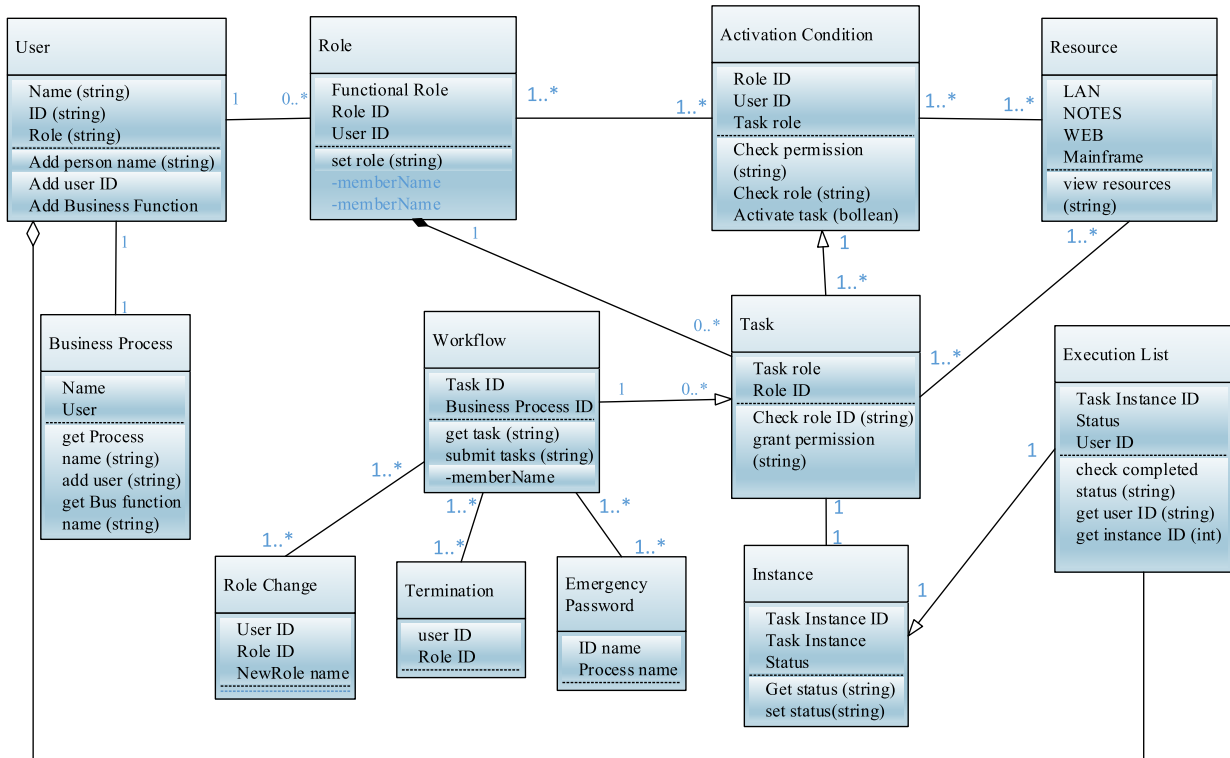 User
Name (string)
ID (string)
Role (string)
Add person name (string)
Add user ID
Add Business Function
1
0..*
Role
Functional Role
Role ID
User ID
set role (string)
-memberName
-memberName
1..*
1..*
Activation Condition
Role ID
User ID
Task role
Check permission
(string)
Check role (string)
Activate task (bollean)
1..*
1..*
Resource
LAN
NOTES
WEB
Mainframe
view resources
(string)
1
1
1
0..*
1
1..*
1..*
1..*
Business Process
Name
User
get Process
name (string)
add user (string)
get Bus function
name (string)
Workflow
Task ID
Business Process ID
get task (string)
submit tasks (string)
-memberName
1
0..*
Task
Task role
Role ID
Check role ID (string)
grant permission
(string)
Execution List
Task Instance ID
Status
User ID
check completed
status (string)
get user ID (string)
get instance ID (int)
1..*
1..*
1..*
1..*
1..*
1..*
1
1
1
1
Role Change
User ID
Role ID
NewRole name
Termination
user ID
Role ID
Emergency
Password
ID name
Process name
Instance
Task Instance ID
Task Instance
Status
Get status (string)
set status(string)